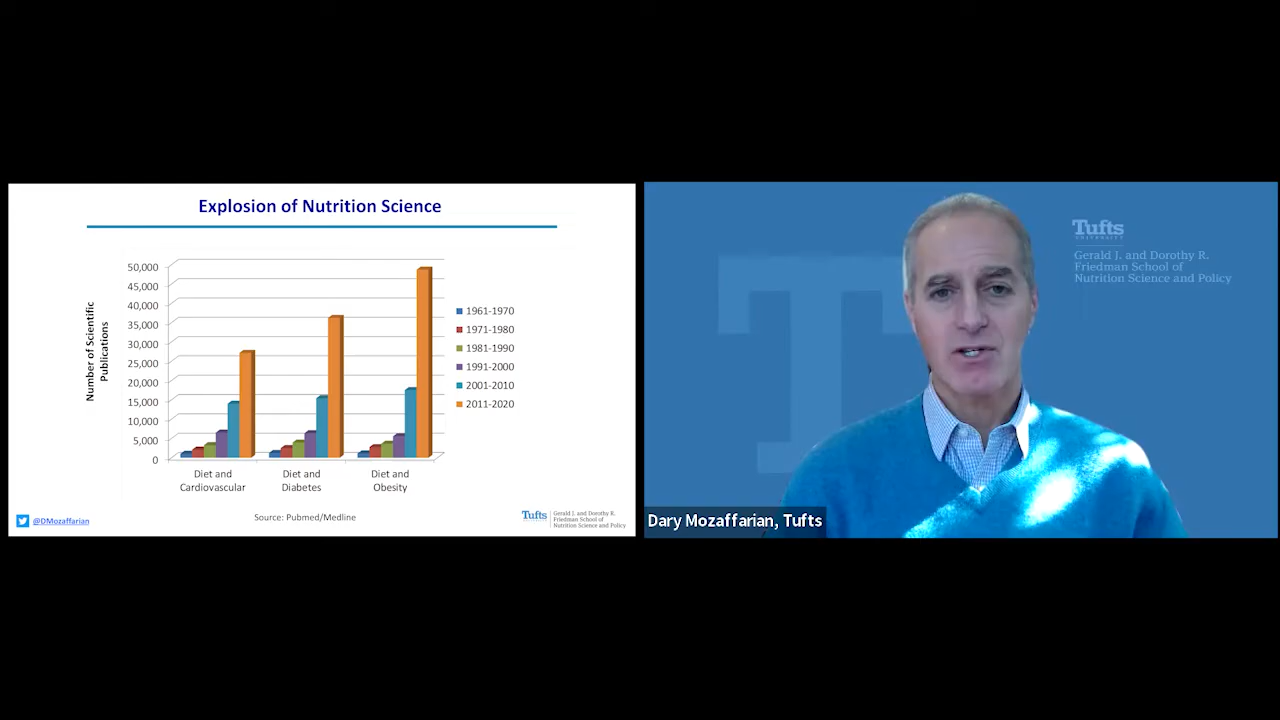 Explosion of Nutrition Science
Number of Scientific
Publications
50,000
45,000
40,000
35,000
30,000
25,000
20,000
15,000
10,000
5,000
0
Diet and
Cardiovascular
Diet and
Diabetes
Diet and
Obesity
1961-1970
1971-1980
1981-1990
1991-2000
2001-2010
2011-2020
Source: Pubmed/Medline
@DMozaffarian
Tufts
Gerald J. and Dorothy R.
Friedman School of
Nutrition Science and Policy
Tufts
UNIVERSITY
Gerald J. and Dorothy R.
Friedman School of
Nutrition Science and Policy
Dary Mozaffarian, Tufts